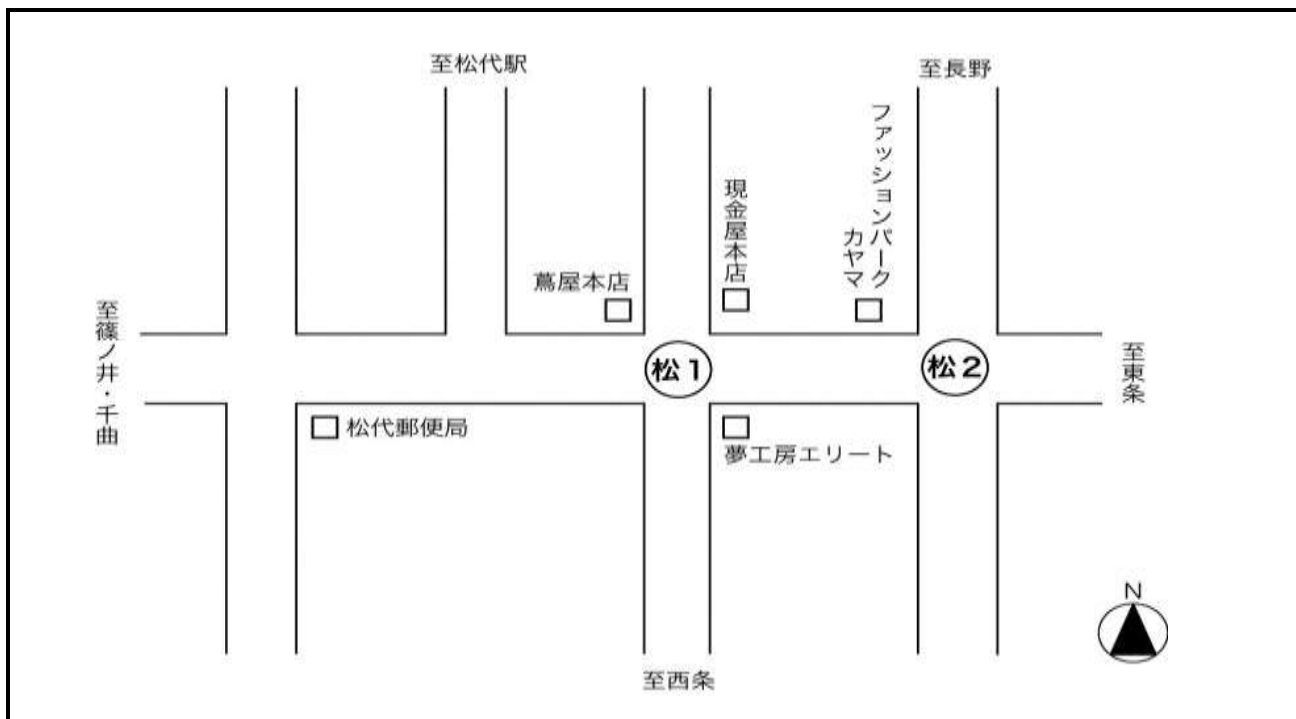 至松代駅
至長野
ファッションパーク
カヤマ
現金屋本店
蔦屋本店
至篠ノ井・千曲
松1
松2
至東条
松代郵便局
夢工房エリート
N
至西条